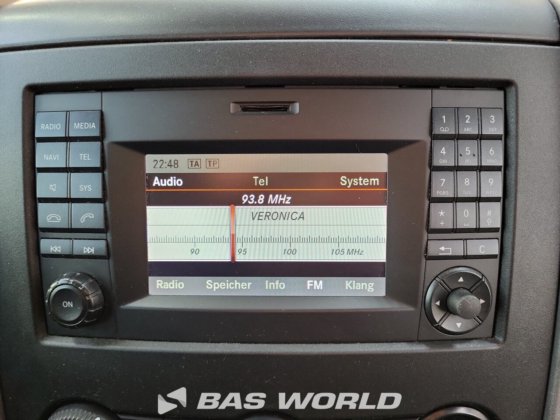 RADIO MEDIA
NAVI TEL
SYS
ON
22:48 TA TP
Audio Tel System
93.8 MHz
VERONICA
90 95 100 105 MHz
Radio Speicher Info FM Klang
1 2 3
4 5 6
7 8 9
* 0 #
C
BAS WORLD